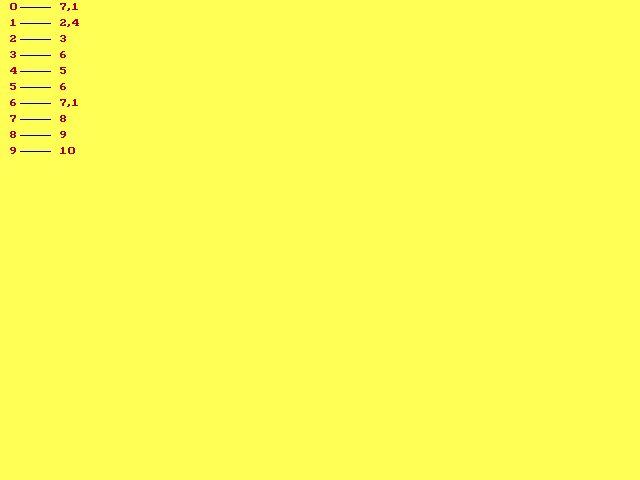 0 ——— 7,1
1 ——— 2,4
2 ——— 3
3 ——— 6
4 ——— 5
5 ——— 6
6 ——— 7,1
7 ——— 8
8 ——— 9
9 ——— 10